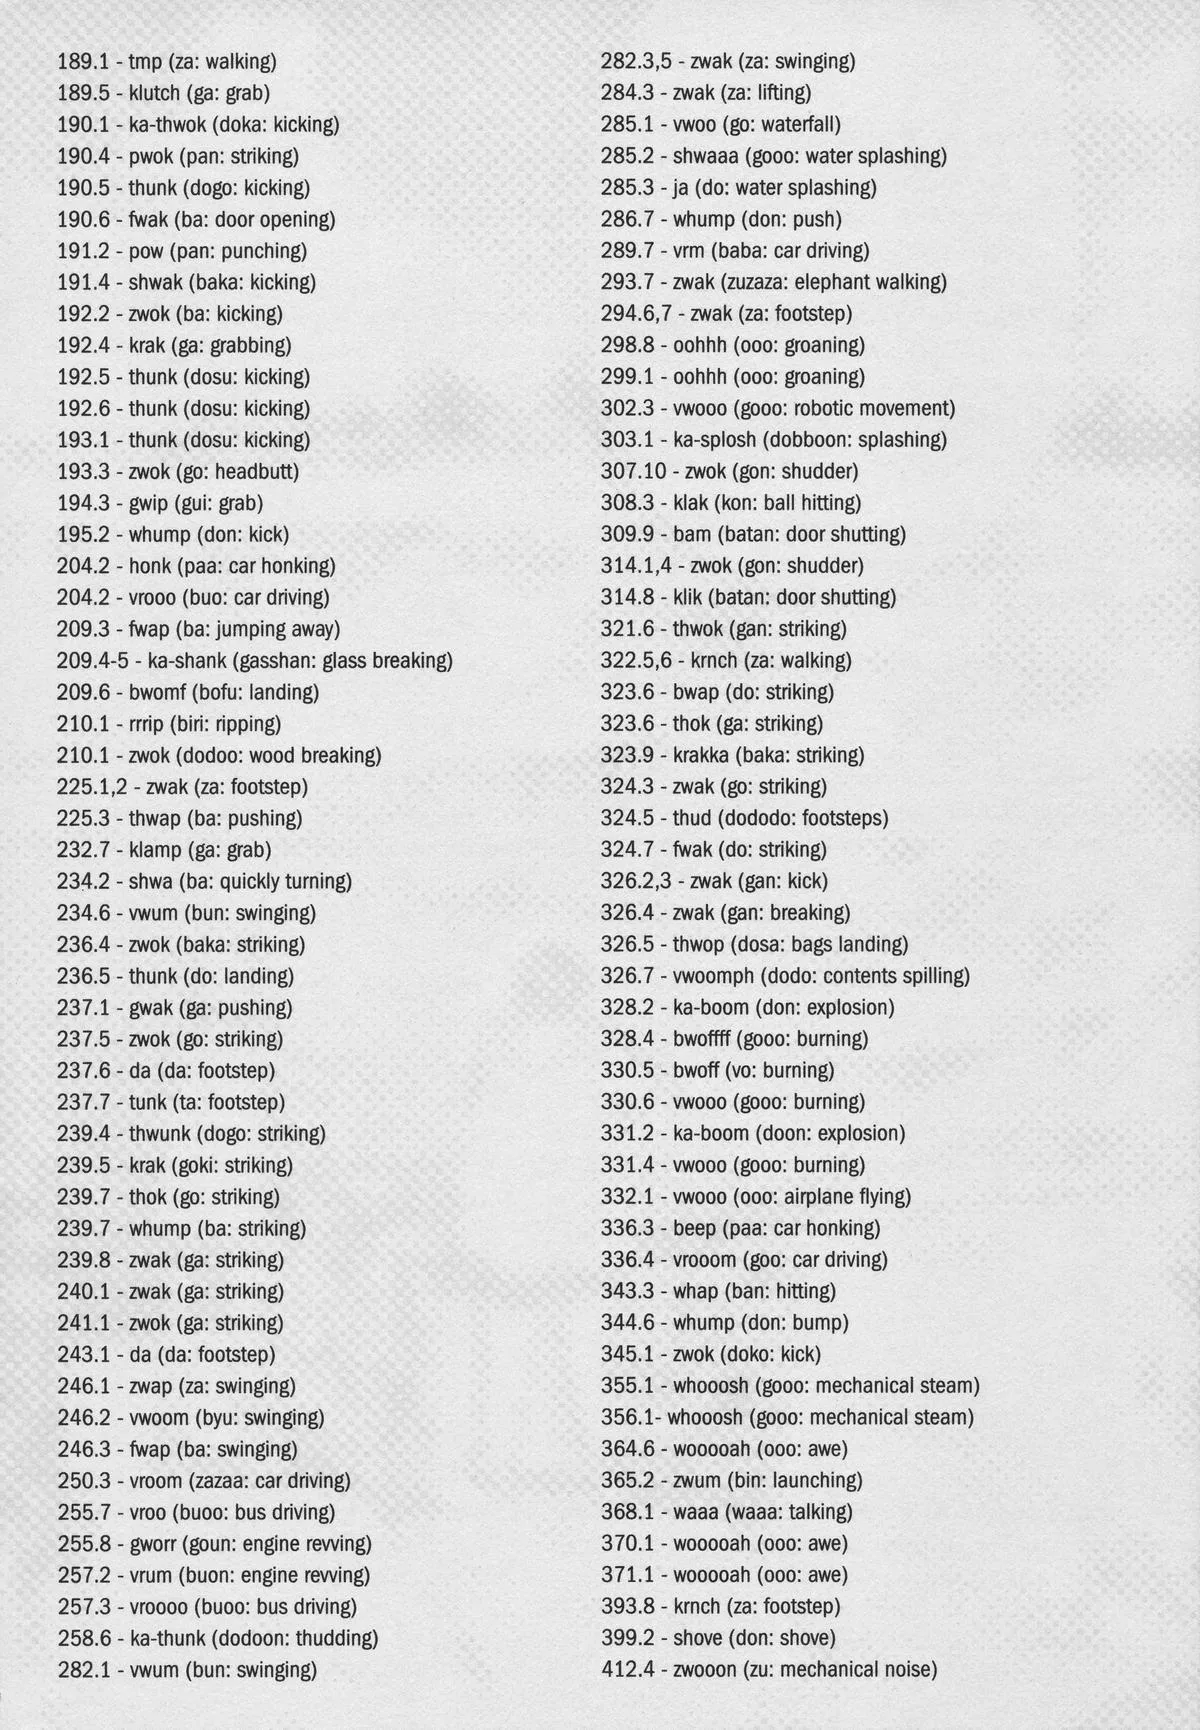 189.1 - tmp (za: walking)
189.5 - klutch (ga: grab)
190.1 - ka-thwok (doka: kicking)
190.4 - pwok (pan: striking)
190.5 - thunk (dogo: kicking)
190.6 - fwak (ba: door opening)
191.2 - pow (pan: punching)
191.4 - shwak (baka: kicking)
192.2 - zwok (ba: kicking)
192.4 - krak (ga: grabbing)
192.5 - thunk (dosu: kicking)
192.6 - thunk (dosu: kicking)
193.1 - thunk (dosu: kicking)
193.3 - zwok (go: headbutt)
194.3 - gwip (gui: grab)
195.2 - whump (don: kick)
204.2 - honk (paa: car honking)
204.2 - vrooo (buo: car driving)
209.3 - fwap (ba: jumping away)
209.4-5 - ka-shank (gasshan: glass breaking)
209.6 - bwomf (bofu: landing)
210.1 - rrrip (biri: ripping)
210.1 - zwok (dodoo: wood breaking)
225.1,2 - zwak (za: footstep)
225.3 - thwap (ba: pushing)
232.7 - klamp (ga: grab)
234.2 - shwa (ba: quickly turning)
234.6 - vwum (bun: swinging)
236.4 - zwok (baka: striking)
236.5 - thunk (do: landing)
237.1 - gwak (ga: pushing)
237.5 - zwok (go: striking)
237.6 - da (da: footstep)
237.7 - tunk (ta: footstep)
239.4 - thwunk (dogo: striking)
239.5 - krak (goki: striking)
239.7 - thok (go: striking)
239.7 - whump (ba: striking)
239.8 - zwak (ga: striking)
240.1 - zwak (ga: striking)
241.1 - zwok (ga: striking)
243.1 - da (da: footstep)
246.1 - zwap (za: swinging)
246.2 - vwoom (byu: swinging)
246.3 - fwap (ba: swinging)
250.3 - vroom (zazaa: car driving)
255.7 - vroo (buoo: bus driving)
255.8 - gworr (goun: engine revving)
257.2 - vrum (buon: engine revving)
257.3 - vroooo (buoo: bus driving)
258.6 - ka-thunk (dodoon: thudding)
282.1 - vwum (bun: swinging)
282.3,5 - zwak (za: swinging)
284.3 - zwak (za: lifting)
285.1 - vwoo (go: waterfall)
285.2 - shwaaa (gooo: water splashing)
285.3 - ja (do: water splashing)
286.7 - whump (don: push)
289.7 - vrm (baba: car driving)
293.7 - zwak (zuzaza: elephant walking)
294.6,7 - zwak (za: footstep)
298.8 - oohhh (ooo: groaning)
299.1 - oohhh (ooo: groaning)
302.3 - vwooo (gooo: robotic movement)
303.1 - ka-splosh (dobboon: splashing)
307.10 - zwok (gon: shudder)
308.3 - klak (kon: ball hitting)
309.9 - bam (batan: door shutting)
314.1,4 - zwok (gon: shudder)
314.8 - klik (batan: door shutting)
321.6 - thwok (gan: striking)
322.5,6 - krnch (za: walking)
323.6 - bwap (do: striking)
323.6 - thok (ga: striking)
323.9 - krakka (baka: striking)
324.3 - zwak (go: striking)
324.5 - thud (dododo: footsteps)
324.7 - fwak (do: striking)
326.2,3 - zwak (gan: kick)
326.4 - zwak (gan: breaking)
326.5 - thwop (dosa: bags landing)
326.7 - vwoomph (dodo: contents spilling)
328.2 - ka-boom (don: explosion)
328.4 - bwoffff (gooo: burning)
330.5 - bwoff (vo: burning)
330.6 - vwooo (gooo: burning)
331.2 - ka-boom (doon: explosion)
331.4 - vwooo (gooo: burning)
332.1 - vwooo (ooo: airplane flying)
336.3 - beep (paa: car honking)
336.4 - vrooom (goo: car driving)
343.3 - whap (ban: hitting)
344.6 - whump (don: bump)
345.1 - zwok (doko: kick)
355.1 - whooosh (gooo: mechanical steam)
356.1- whooosh (gooo: mechanical steam)
364.6 - wooooah (ooo: awe)
365.2 - zwum (bin: launching)
368.1 - waaa (waaa: talking)
370.1 - wooooah (ooo: awe)
371.1 - wooooah (ooo: awe)
393.8 - krnch (za: footstep)
399.2 - shove (don: shove)
412.4 - zwooon (zu: mechanical noise)